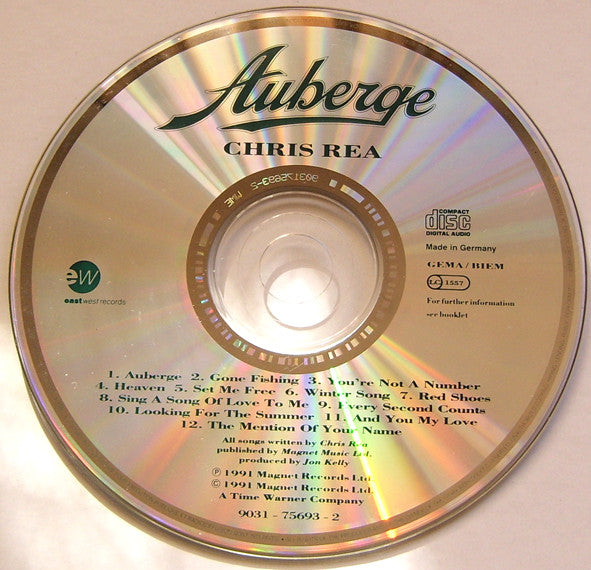 Auberge
CHRIS REA
COMPACT
disc
DIGITAL AUDIO
Made in Germany
GEMA / BIEM
LC 1557
For further information
see booklet
ew
east west records
1. Auberge 2. Gone Fishing 3. You're Not A Number
4. Heaven 5. Set Me Free 6. Winter Song 7. Red Shoes
8. Sing A Song Of Love To Me 9. Every Second Counts
10. Looking For The Summer 11. And You My Love
12. The Mention Of Your Name
All songs written by Chris Rea
published by Magnet Music Ltd.
produced by Jon Kelly
℗ 1991 Magnet Records Ltd.
© 1991 Magnet Records Ltd.
A Time Warner Company
9031 - 75693 - 2